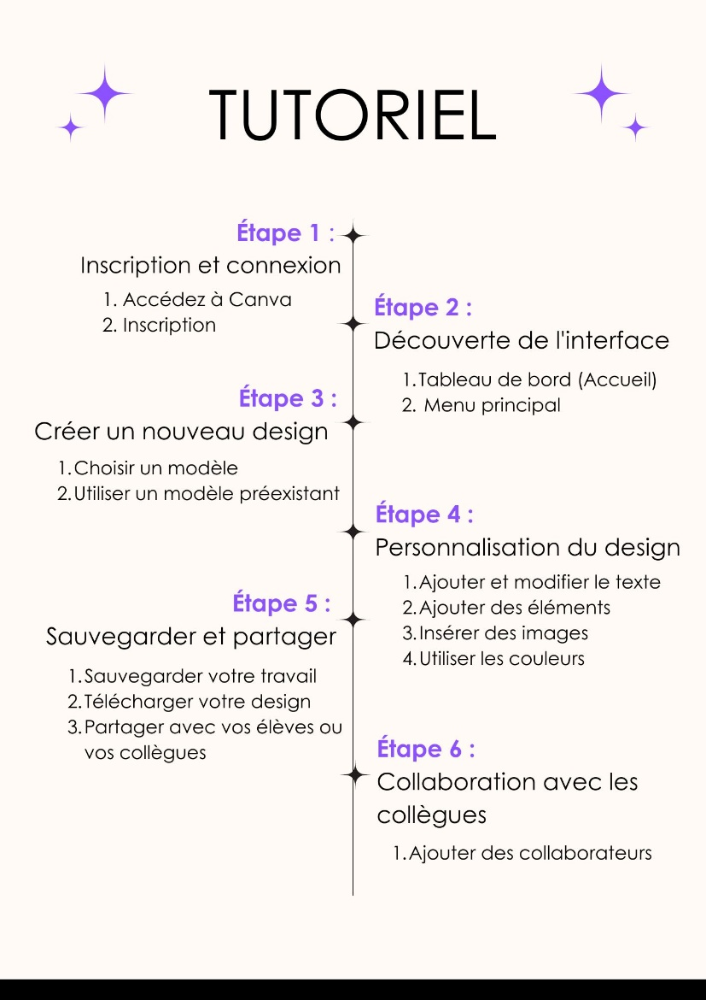 TUTORIEL
Étape 1 :
Inscription et connexion
1. Accédez à Canva
2. Inscription
Étape 2 :
Découverte de l'interface
1. Tableau de bord (Accueil)
2. Menu principal
Étape 3 :
Créer un nouveau design
1. Choisir un modèle
2. Utiliser un modèle préexistant
Étape 4 :
Personnalisation du design
1. Ajouter et modifier le texte
2. Ajouter des éléments
3. Insérer des images
4. Utiliser les couleurs
Étape 5 :
Sauvegarder et partager
1. Sauvegarder votre travail
2. Télécharger votre design
3. Partager avec vos élèves ou
vos collègues
Étape 6 :
Collaboration avec les
collègues
1. Ajouter des collaborateurs